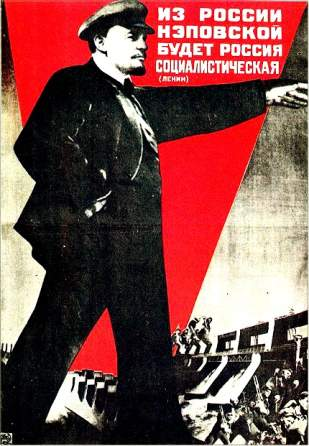 ИЗ РОССИИ
НЭПОВСКОЙ
БУДЕТ РОССИЯ
СОЦИАЛИСТИЧЕСКАЯ
(ЛЕНИН)